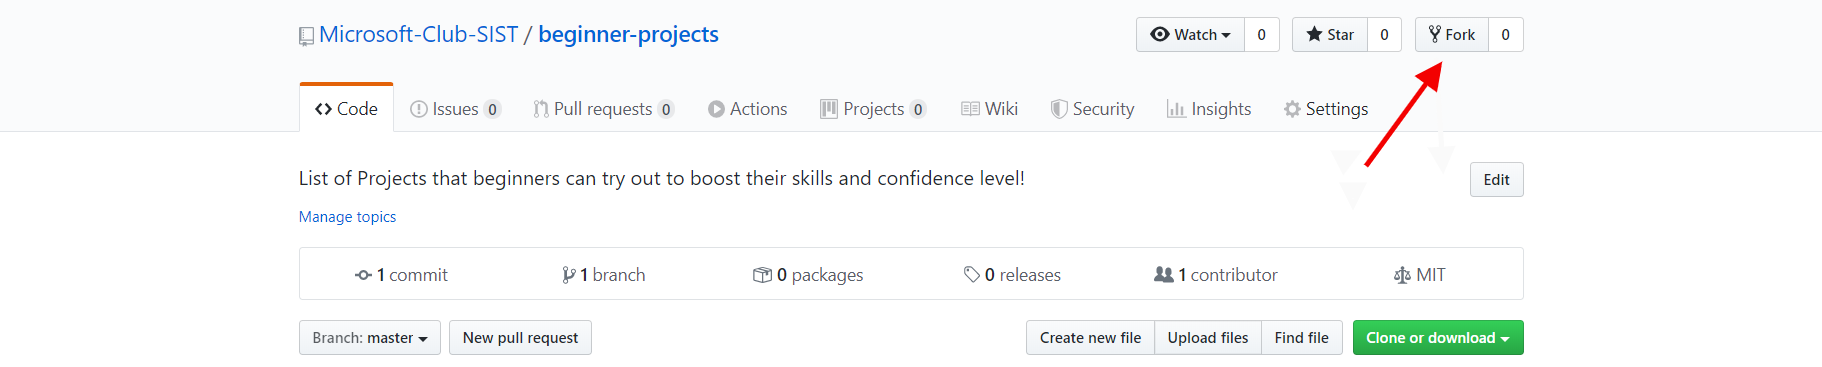 Microsoft-Club-SIST / beginner-projects Watch 0 Star 0 Fork 0
Code Issues 0 Pull requests 0 Actions Projects 0 Wiki Security Insights Settings
List of Projects that beginners can try out to boost their skills and confidence level! Edit
Manage topics
1 commit 1 branch 0 packages 0 releases 1 contributor MIT
Branch: master New pull request Create new file Upload files Find file Clone or download